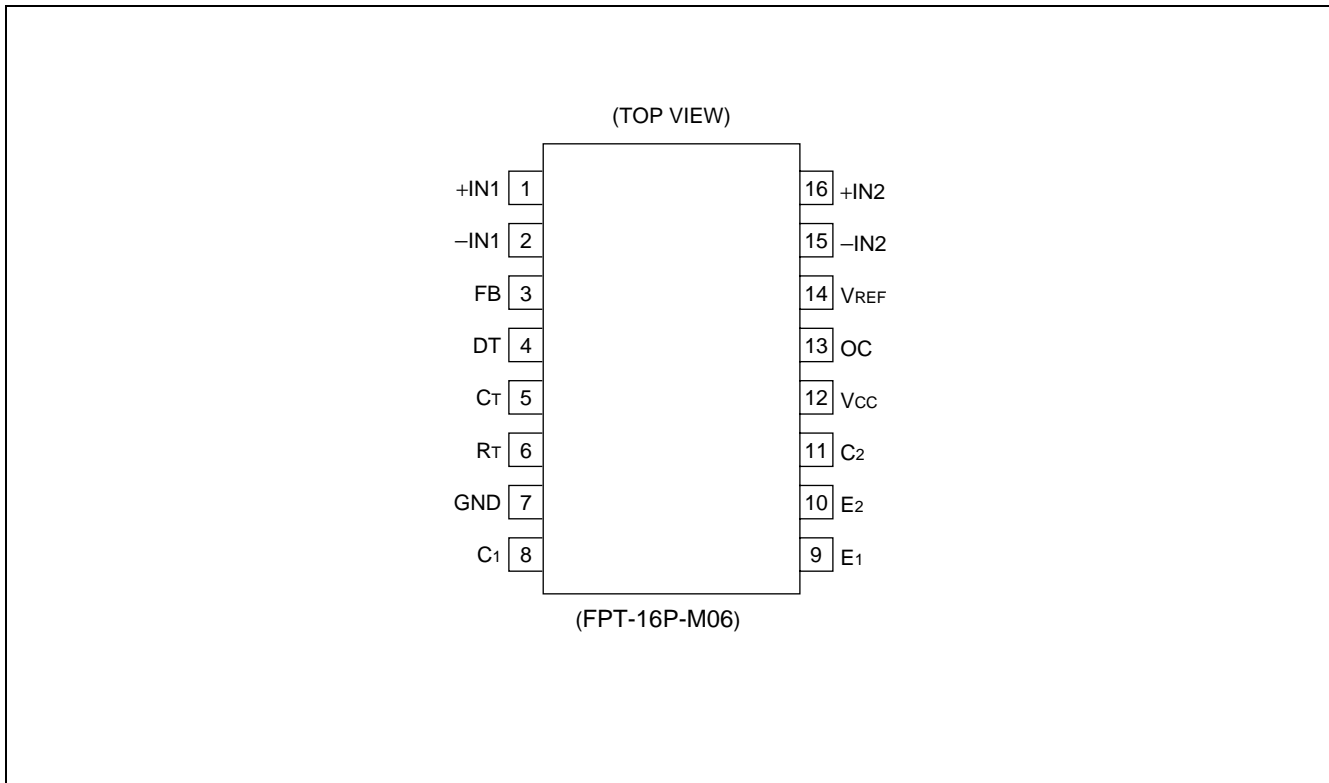 (TOP VIEW)
+IN1 1 16 +IN2
−IN1 2 15 −IN2
FB 3 14 VREF
DT 4 13 OC
CT 5 12 VCC
RT 6 11 C2
GND 7 10 E2
C1 8 9 E1
(FPT-16P-M06)